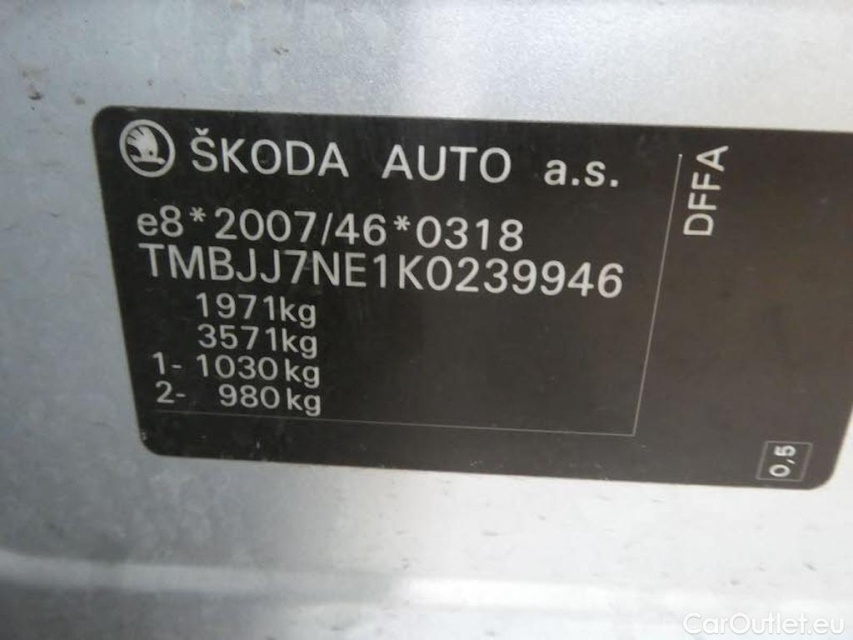 ŠKODA AUTO a.s.
e8*2007/46*0318
TMBJJ7NE1K0239946
1971kg
3571kg
1- 1030kg
2- 980kg
DFFA
0,5
CarOutlet.eu